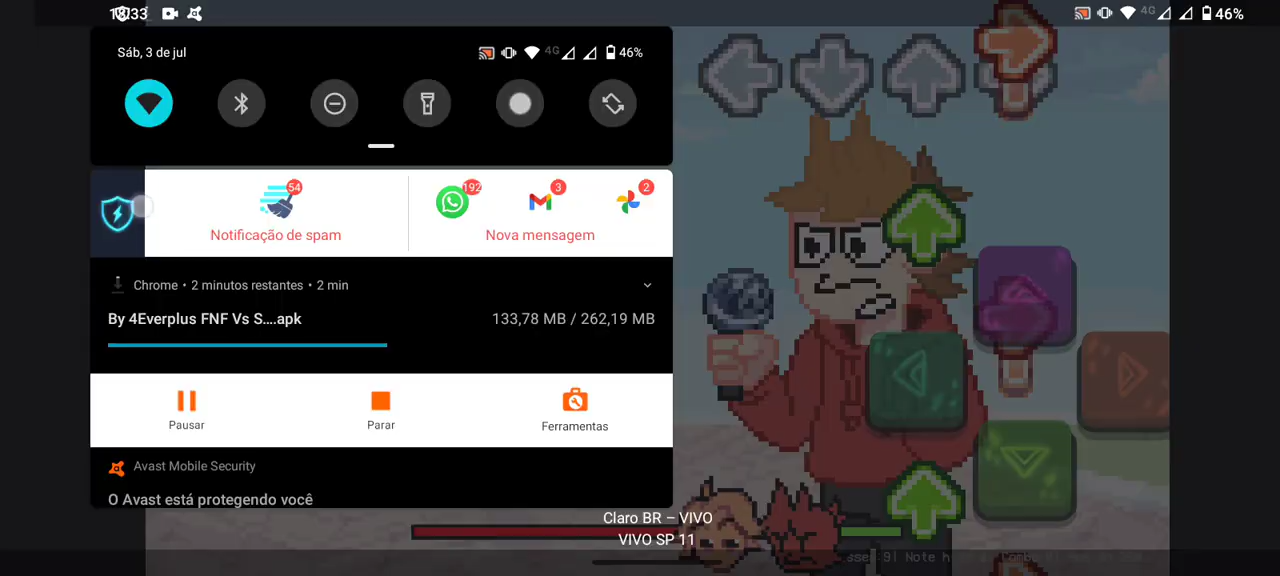 18:33
4G
46%
Sáb, 3 de jul
4G
46%
54
192
3
2
Notificação de spam
Nova mensagem
Chrome • 2 minutos restantes • 2 min
By 4Everplus FNF Vs S....apk
133,78 MB / 262,19 MB
Pausar
Parar
Ferramentas
Avast Mobile Security
O Avast está protegendo você
Claro BR – VIVO
VIVO SP 11